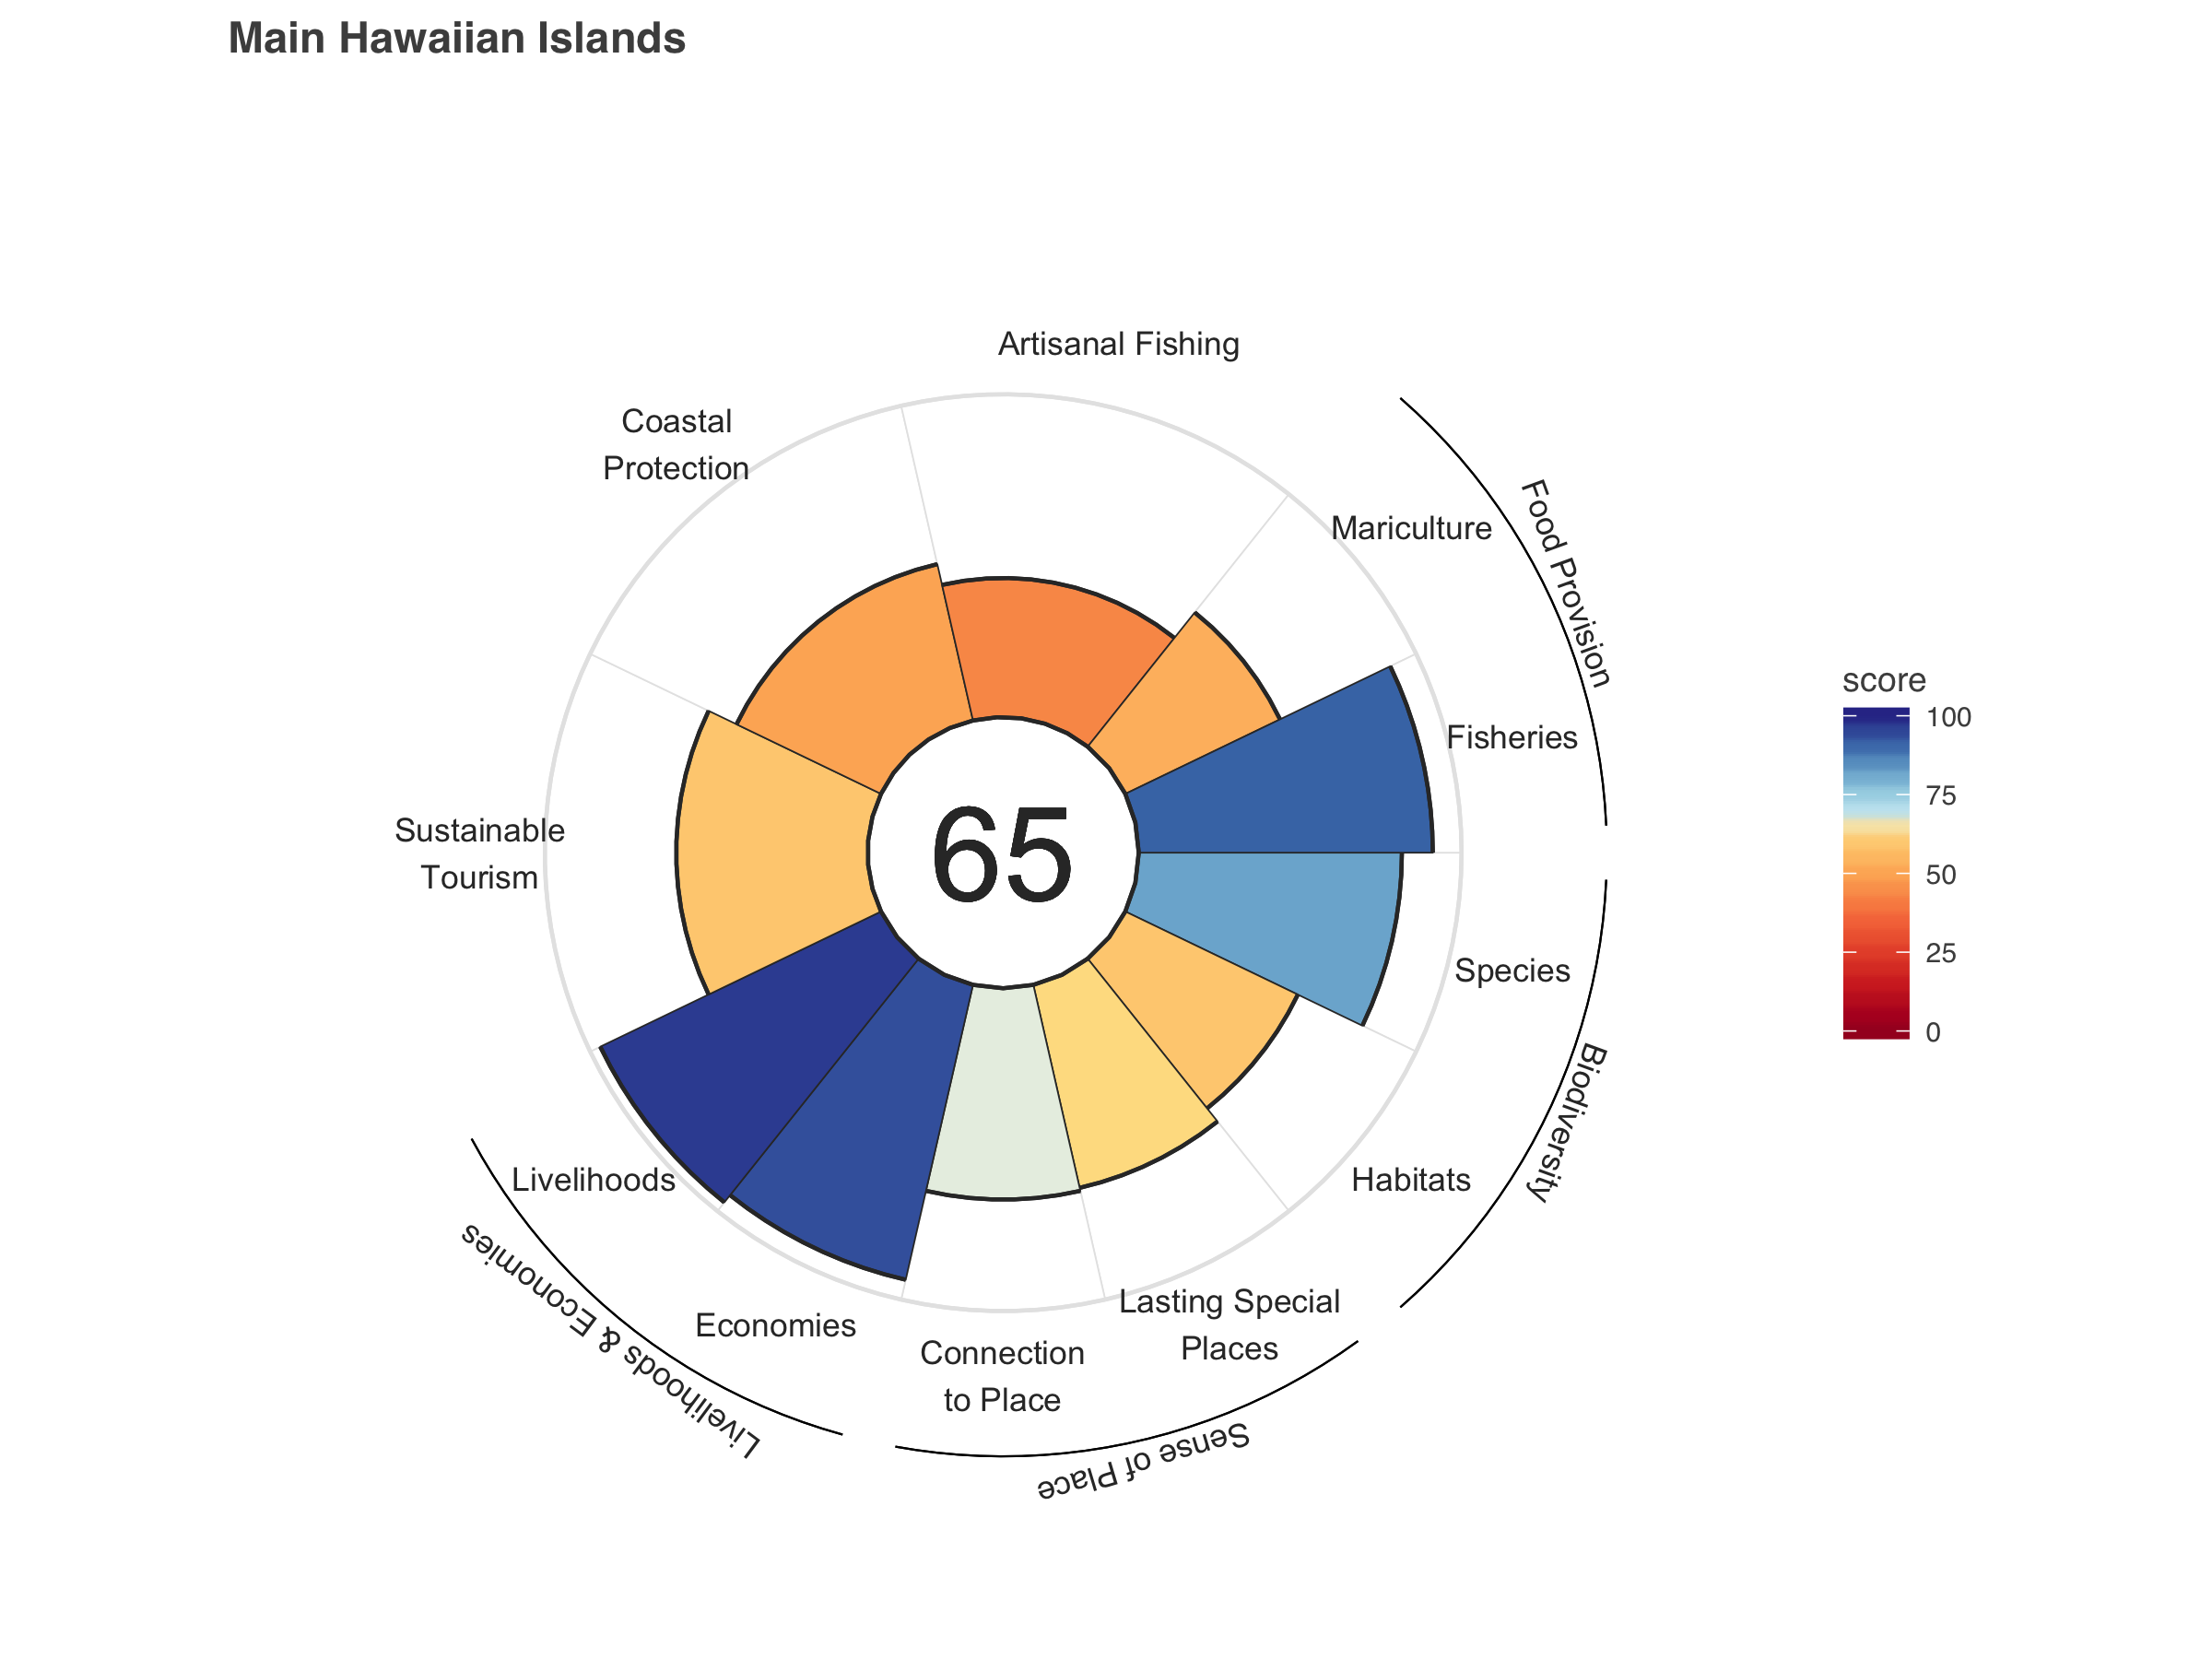 Main Hawaiian Islands
Artisanal Fishing
Coastal
Protection
Mariculture
Food Provision
Fisheries
score
100
75
50
25
0
65
Sustainable
Tourism
Species
Biodiversity
Habitats
Livelihoods
Livelihoods & Economies
Economies
Lasting Special
Places
Connection
to Place
Sense of Place